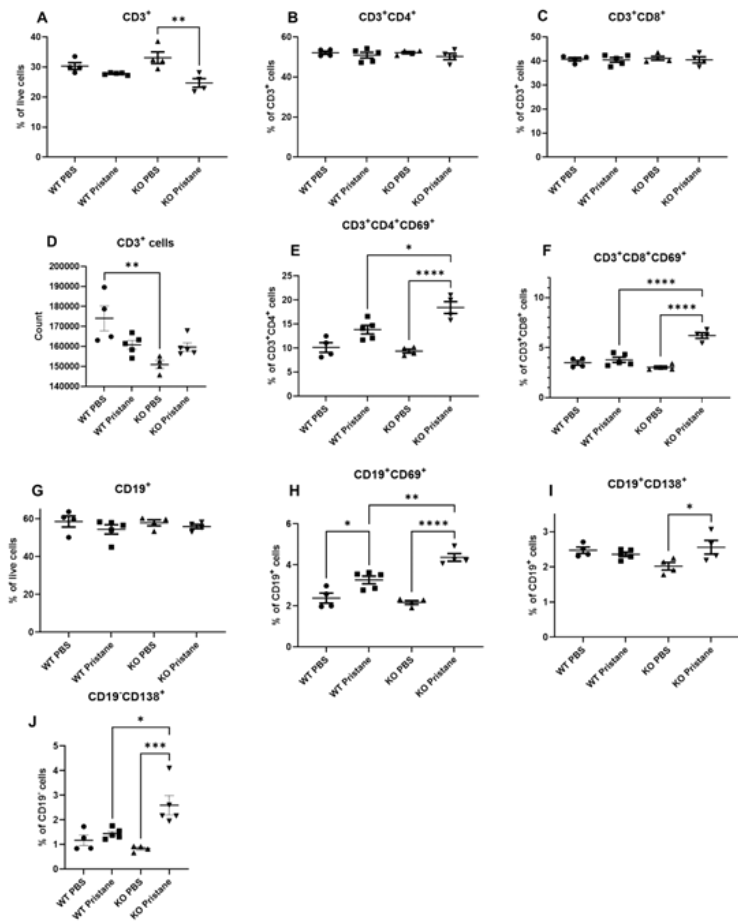 A
CD3⁺
**
% of live cells
40
30
20
10
0
WT PBS
WT Pristane
KO PBS
KO Pristane
B
CD3⁺CD4⁺
% of CD3⁺ cells
60
40
20
0
WT PBS
WT Pristane
KO PBS
KO Pristane
C
CD3⁺CD8⁺
% of CD3⁺ cells
50
40
30
20
10
0
WT PBS
WT Pristane
KO PBS
KO Pristane
D
CD3⁺ cells
**
Count
200000
190000
180000
170000
160000
150000
140000
WT PBS
WT Pristane
KO PBS
KO Pristane
E
CD3⁺CD4⁺CD69⁺
*
****
% of CD3⁺CD4⁺ cells
25
20
15
10
5
0
WT PBS
WT Pristane
KO PBS
KO Pristane
F
CD3⁺CD8⁺CD69⁺
****
****
% of CD3⁺CD8⁺ cells
10
5
0
WT PBS
WT Pristane
KO PBS
KO Pristane
G
CD19⁺
% of live cells
80
60
40
20
0
WT PBS
WT Pristane
KO PBS
KO Pristane
H
CD19⁺CD69⁺
**
*
****
% of CD19⁺ cells
6
4
2
0
WT PBS
WT Pristane
KO PBS
KO Pristane
I
CD19⁺CD138⁺
*
% of CD19⁺ cells
3
2
1
0
WT PBS
WT Pristane
KO PBS
KO Pristane
J
CD19⁻CD138⁺
*
***
% of CD19⁻ cells
5
4
3
2
1
0
WT PBS
WT Pristane
KO PBS
KO Pristane